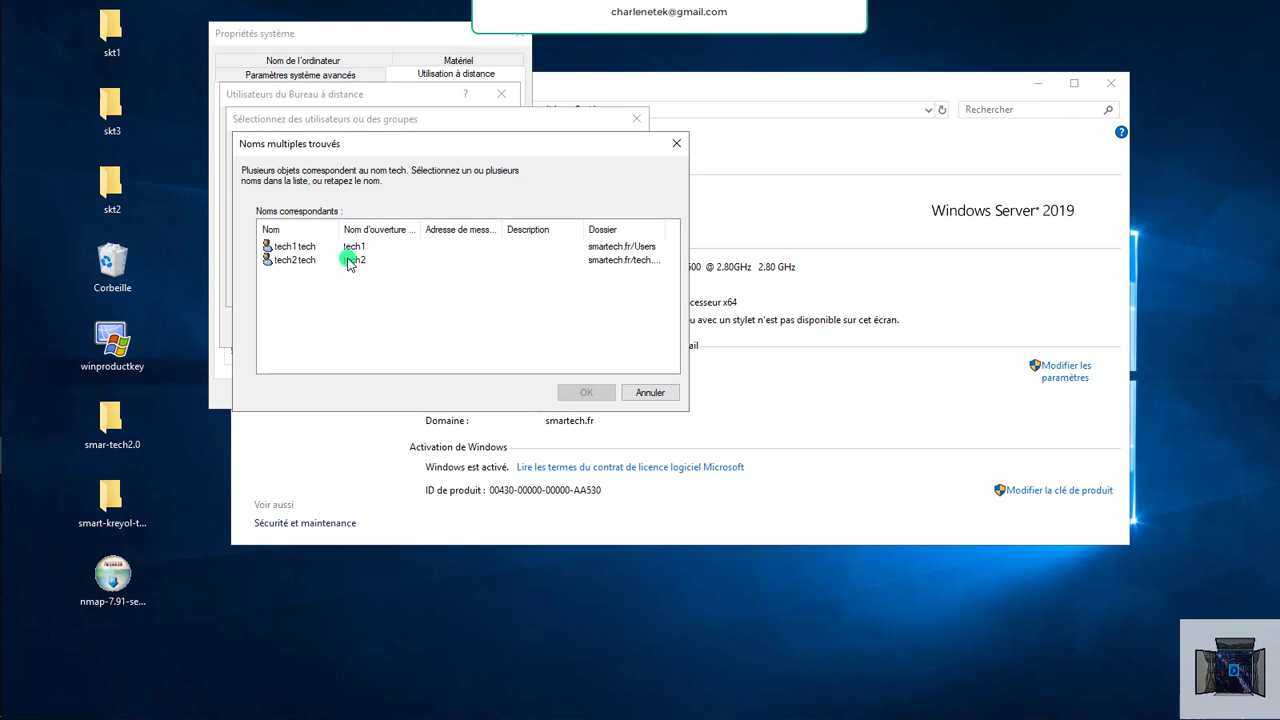 charlenetek@gmail.com
skt1
skt3
skt2
Corbeille
winproductkey
smar-tech2.0
smart-kreyol-t...
nmap-7.91-se...
Propriétés système
Nom de l'ordinateur
Matériel
Paramètres système avancés
Utilisation à distance
Utilisateurs du Bureau à distance
?
Sélectionnez des utilisateurs ou des groupes
Noms multiples trouvés
Plusieurs objets correspondent au nom tech. Sélectionnez un ou plusieurs
noms dans la liste, ou retapez le nom.
Noms correspondants :
Nom Nom d'ouverture ... Adresse de mess... Description Dossier
tech1 tech tech1 smartech.fr/Users
tech2 tech smartech.fr/tech....
OK
Annuler
Rechercher
Windows Server® 2019
@ 2.80GHz 2.80 GHz
x64
avec un stylet n'est pas disponible sur cet écran.
Modifier les
paramètres
Domaine : smartech.fr
Activation de Windows
Windows est activé. Lire les termes du contrat de licence logiciel Microsoft
ID de produit : 00430-00000-00000-AA530
Modifier la clé de produit
Voir aussi
Sécurité et maintenance